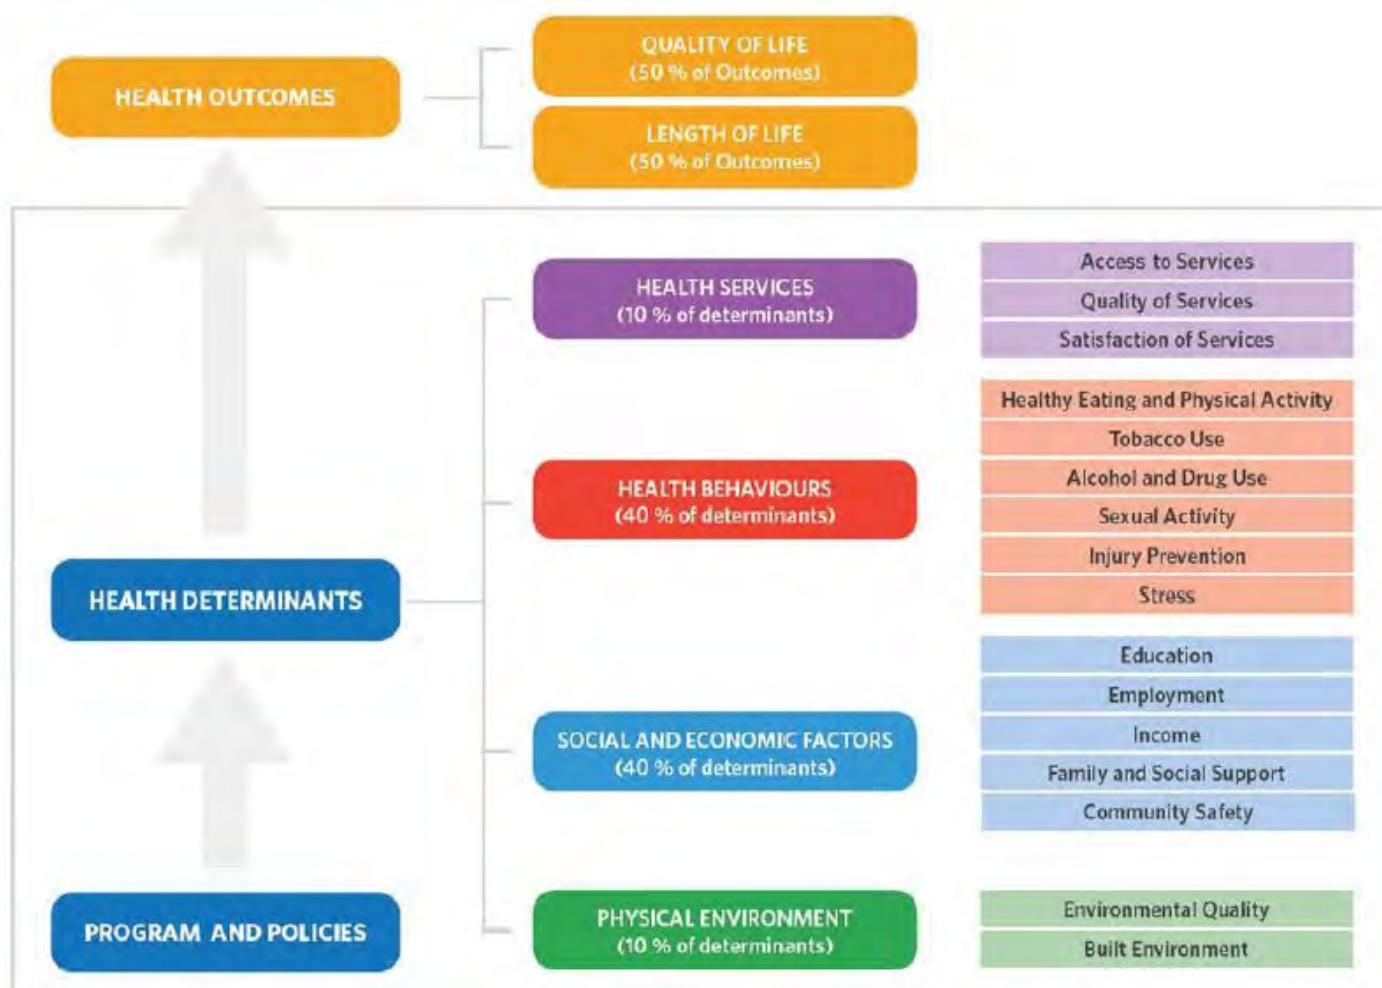 HEALTH OUTCOMES
QUALITY OF LIFE
(50 % of Outcomes)
LENGTH OF LIFE
(50 % of Outcomes)
HEALTH DETERMINANTS
PROGRAM AND POLICIES
HEALTH SERVICES
(10 % of determinants)
Access to Services
Quality of Services
Satisfaction of Services
HEALTH BEHAVIOURS
(40 % of determinants)
Healthy Eating and Physical Activity
Tobacco Use
Alcohol and Drug Use
Sexual Activity
Injury Prevention
Stress
SOCIAL AND ECONOMIC FACTORS
(40 % of determinants)
Education
Employment
Income
Family and Social Support
Community Safety
PHYSICAL ENVIRONMENT
(10 % of determinants)
Environmental Quality
Built Environment